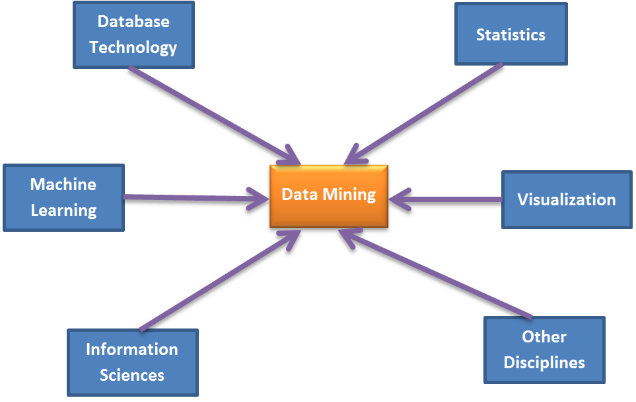 Database
Technology
Statistics
Machine
Learning
Data Mining
Visualization
Information
Sciences
Other
Disciplines